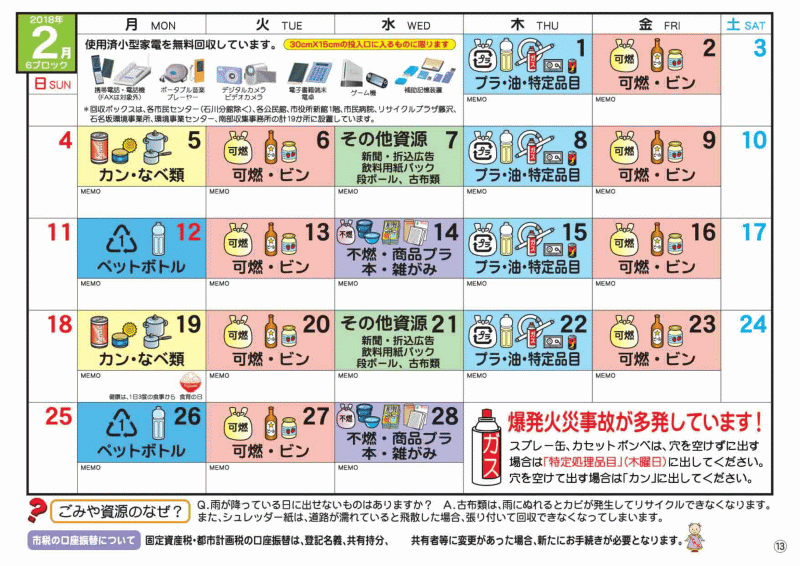 2018年
2月
6ブロック
日 SUN
月 MON
火 TUE
水 WED
木 THU
金 FRI
土 SAT
使用済小型家電を無料回収しています。
30cm×15cmの投入口に入るものに限ります
携帯電話・電話機
(FAXは対象外)
ポータブル音楽
プレーヤー
デジタルカメラ
ビデオカメラ
電子書籍端末
電卓
ゲーム機
補助記憶装置
＊回収ボックスは、各市民センター(石川分館除く)、各公民館、市役所新館1階、市民病院、リサイクルプラザ藤沢、
石名坂環境事業所、環境事業センター、南部収集事務所の計19か所に設置しています。
プラ
1
プラ・油・特定品目
MEMO
可燃
2
可燃・ビン
MEMO
3
4
5
カン・なべ類
MEMO
可燃
6
可燃・ビン
MEMO
その他資源
7
新聞・折込広告
飲料用紙パック
段ボール、古布類
MEMO
プラ
8
プラ・油・特定品目
MEMO
可燃
9
可燃・ビン
MEMO
10
11
1
12
ペットボトル
MEMO
可燃
13
可燃・ビン
MEMO
不燃
14
不燃・商品プラ
本・雑がみ
MEMO
プラ
15
プラ・油・特定品目
MEMO
可燃
16
可燃・ビン
MEMO
17
18
19
カン・なべ類
MEMO
健康は、1日3度の食事から 食育の日
可燃
20
可燃・ビン
MEMO
その他資源
21
新聞・折込広告
飲料用紙パック
段ボール、古布類
MEMO
プラ
22
プラ・油・特定品目
MEMO
可燃
23
可燃・ビン
MEMO
24
25
1
26
ペットボトル
MEMO
可燃
27
可燃・ビン
MEMO
不燃
28
不燃・商品プラ
本・雑がみ
MEMO
ガス
爆発火災事故が多発しています！
スプレー缶、カセットボンベは、穴を空けずに出す
場合は「特定処理品目」(木曜日)に出してください。
穴を空けて出す場合は「カン」に出してください。
?
ごみや資源のなぜ？
Q.雨が降っている日に出せないものはありますか？ A.古布類は、雨にぬれるとカビが発生してリサイクルできなくなります。
また、シュレッダー紙は、道路が濡れていると飛散した場合、張り付いて回収できなくなってしまいます。
市税の口座振替について
固定資産税・都市計画税の口座振替は、登記名義、共有持分、 共有者等に変更があった場合、新たにお手続きが必要となります。
⑬